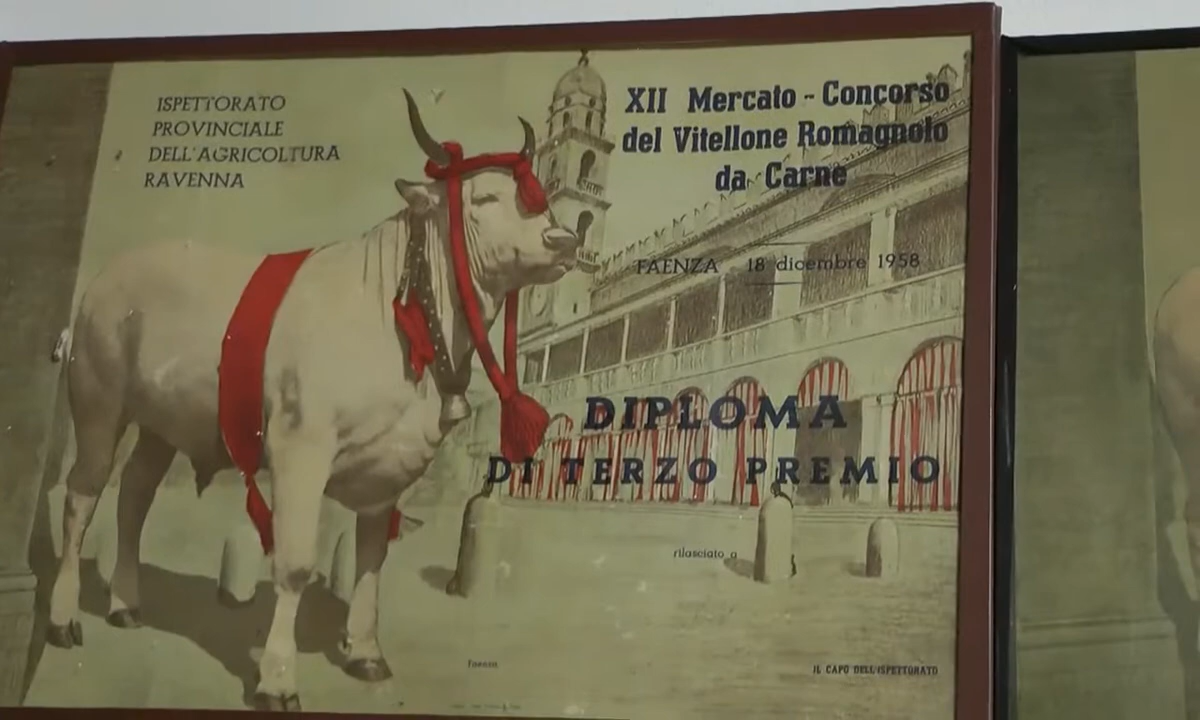 ISPETTORATO
PROVINCIALE
DELL'AGRICOLTURA
RAVENNA
XII Mercato - Concorso
del Vitellone Romagnolo
da Carne
FAENZA 18 dicembre 1958
DIPLOMA
DI TERZO PREMIO
rilasciato a
faenza
IL CAPO DELL'ISPETTORATO